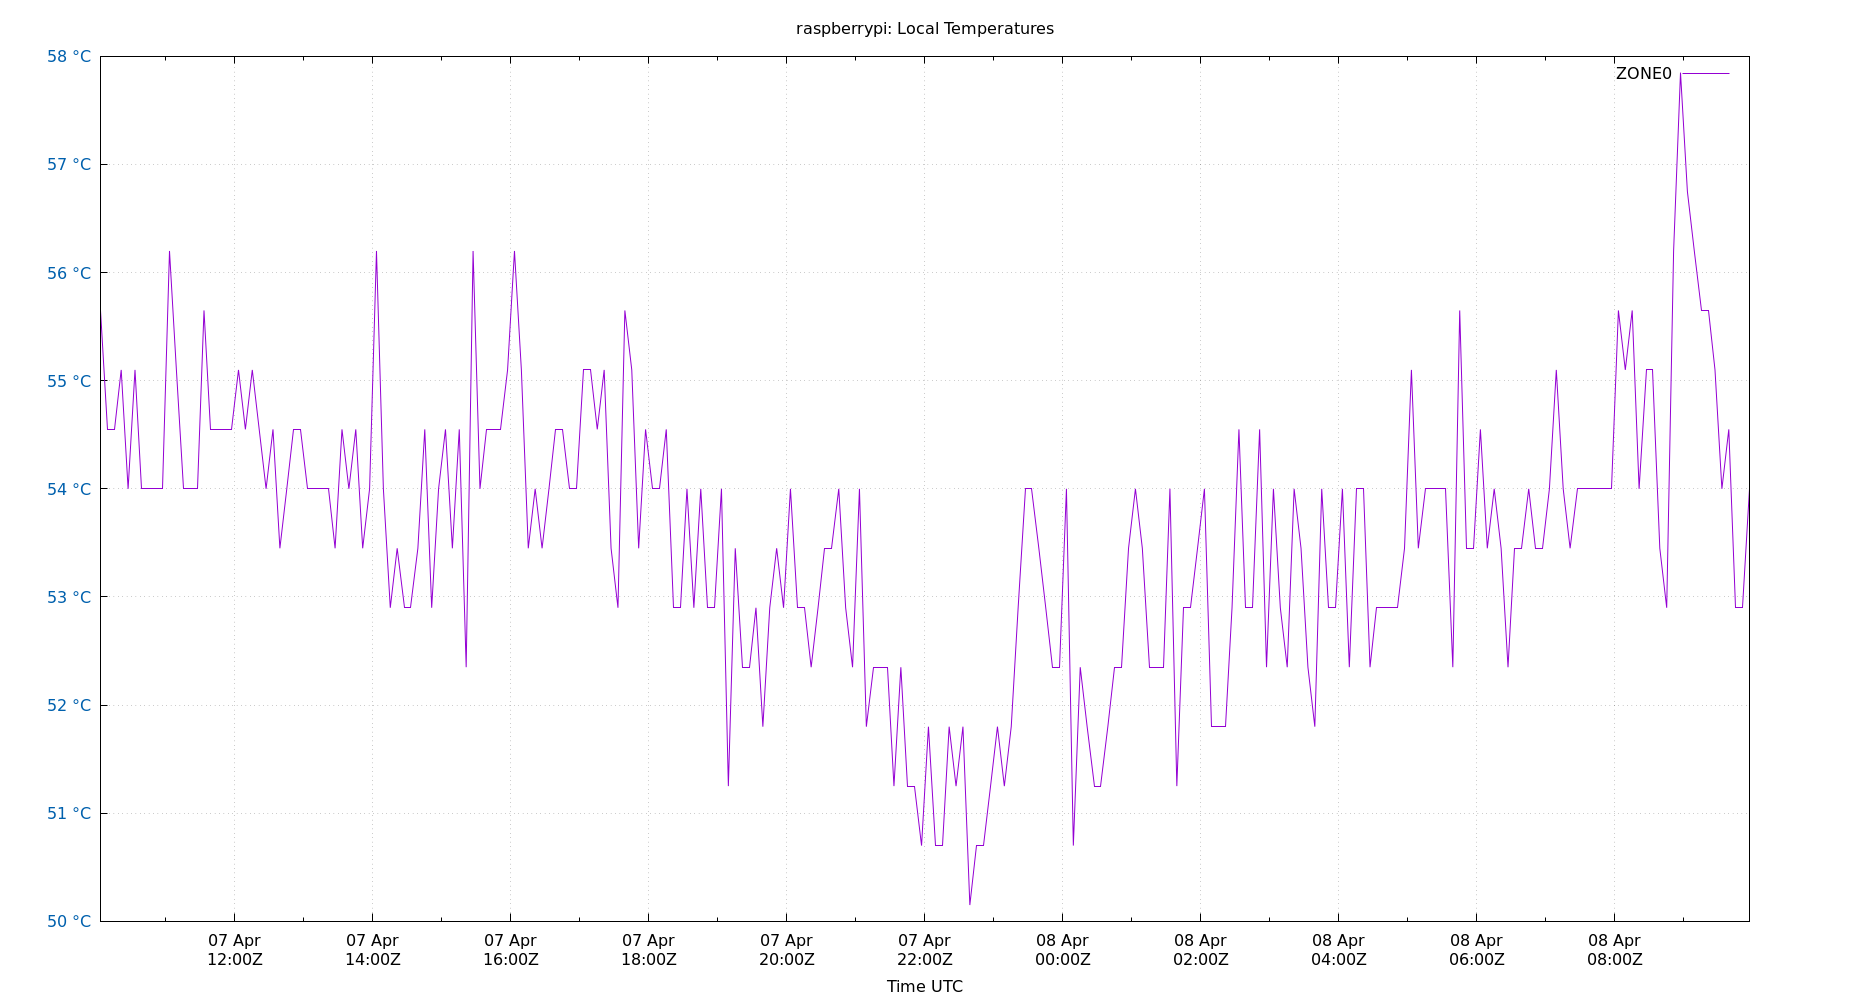 raspberrypi: Local Temperatures
58 °C
57 °C
56 °C
55 °C
54 °C
53 °C
52 °C
51 °C
50 °C
ZONE0
07 Apr 07 Apr 07 Apr 07 Apr 07 Apr 07 Apr 08 Apr 08 Apr 08 Apr 08 Apr 08 Apr
12:00Z 14:00Z 16:00Z 18:00Z 20:00Z 22:00Z 00:00Z 02:00Z 04:00Z 06:00Z 08:00Z
Time UTC